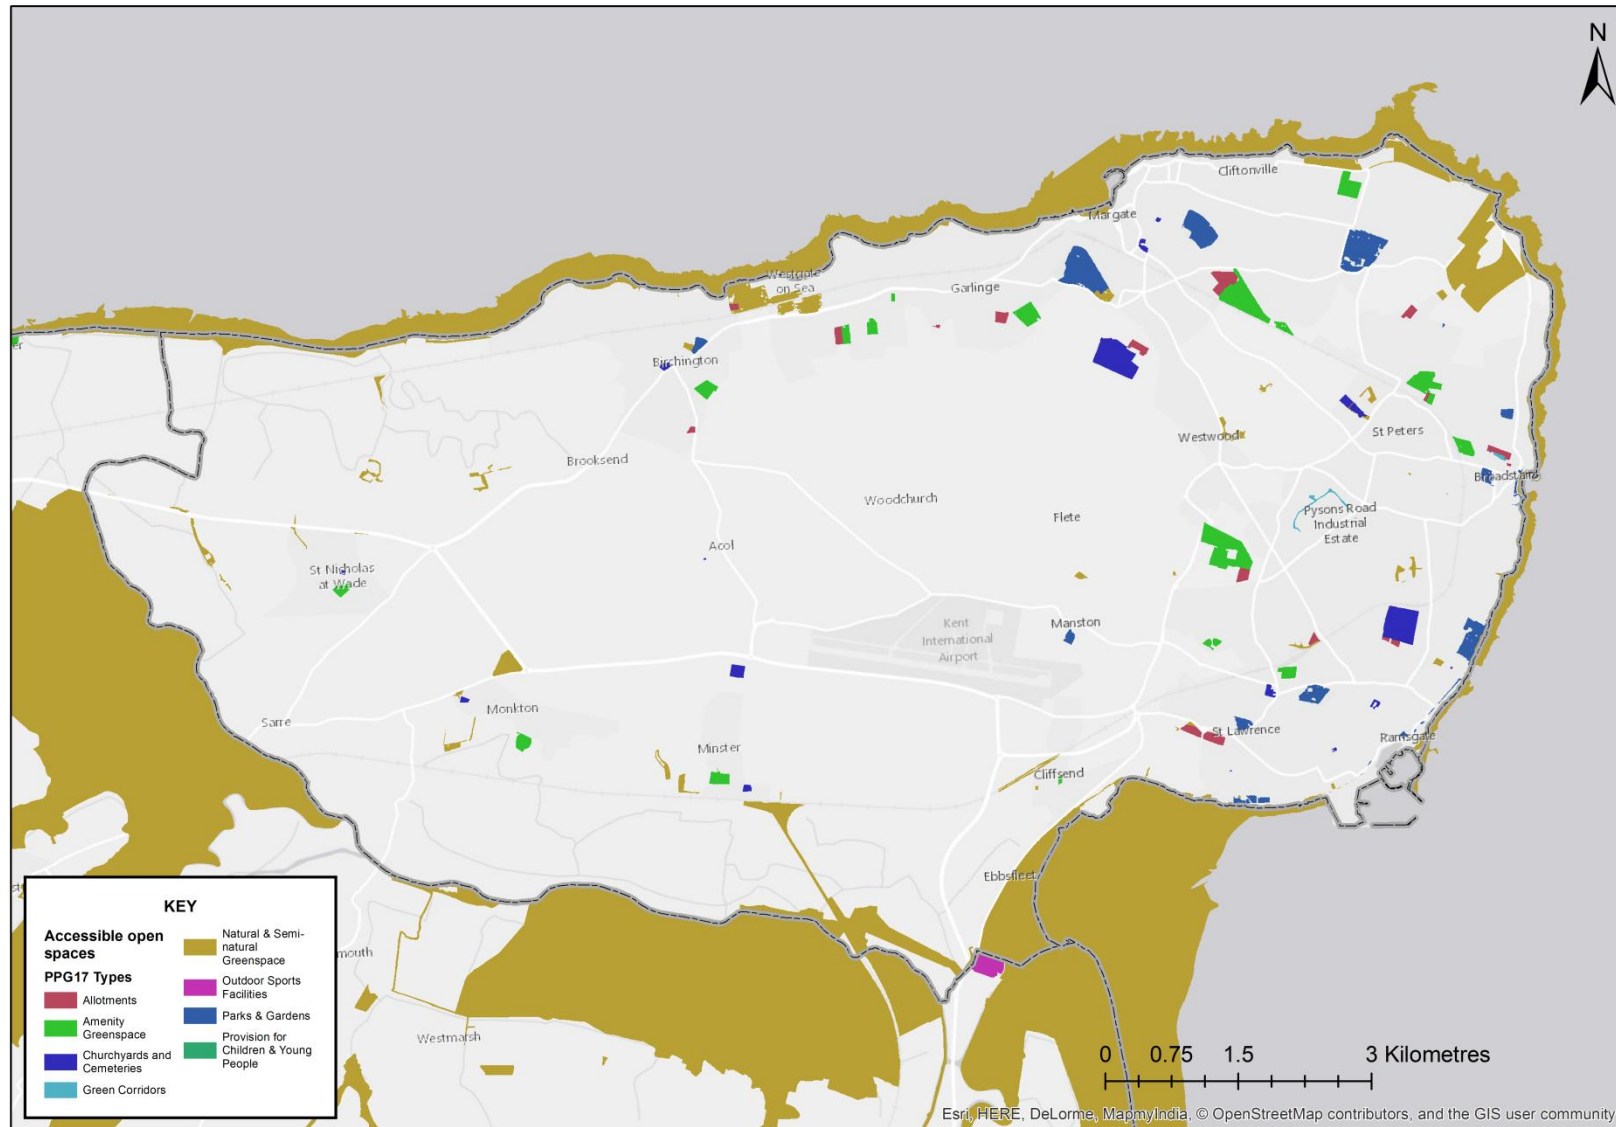 N
Cliftonville
Margate
Westgate
on Sea
Garlinge
er
Birchington
Westwood
St Peters
Brooksend
Broadstairs
Woodchurch
Flete
Pysons Road
Industrial
Estate
Acol
St Nicholas
at Wade
Kent
International
Airport
Manston
Monkton
Sarre
St Lawrence
Minster
Ramsgate
Cliffsend
Ebbsfleet
st
mouth
Westmarsh
KEY
Accessible open
spaces
PPG17 Types
Allotments
Amenity
Greenspace
Churchyards and
Cemeteries
Green Corridors
Natural & Semi-
natural
Greenspace
Outdoor Sports
Facilities
Parks & Gardens
Provision for
Children & Young
People
0 0.75 1.5 3 Kilometres
Esri, HERE, DeLorme, MapmyIndia, © OpenStreetMap contributors, and the GIS user community